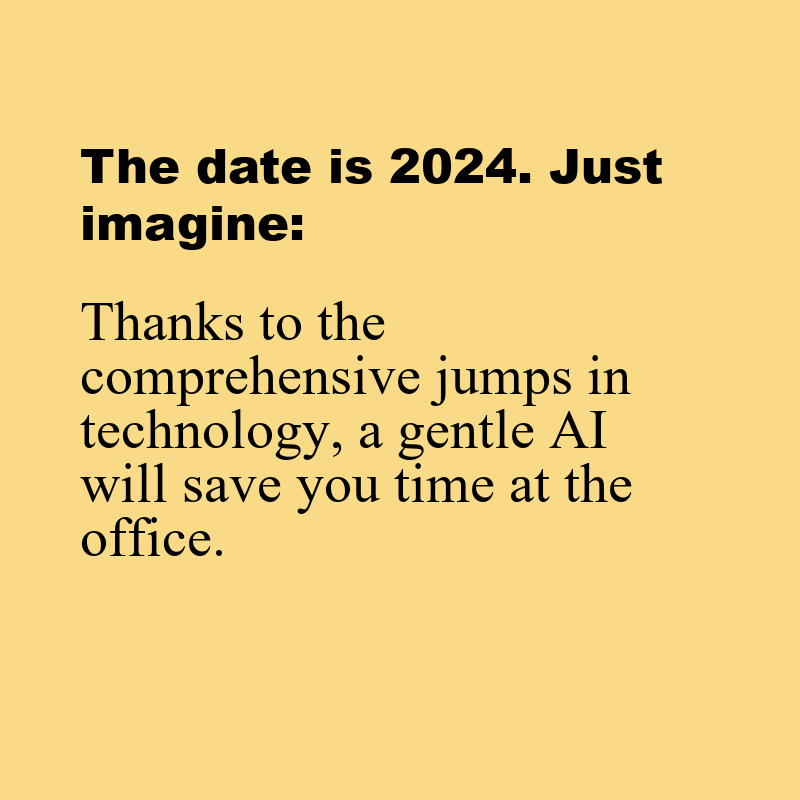 The date is 2024. Just
imagine:
Thanks to the
comprehensive jumps in
technology, a gentle AI
will save you time at the
office.